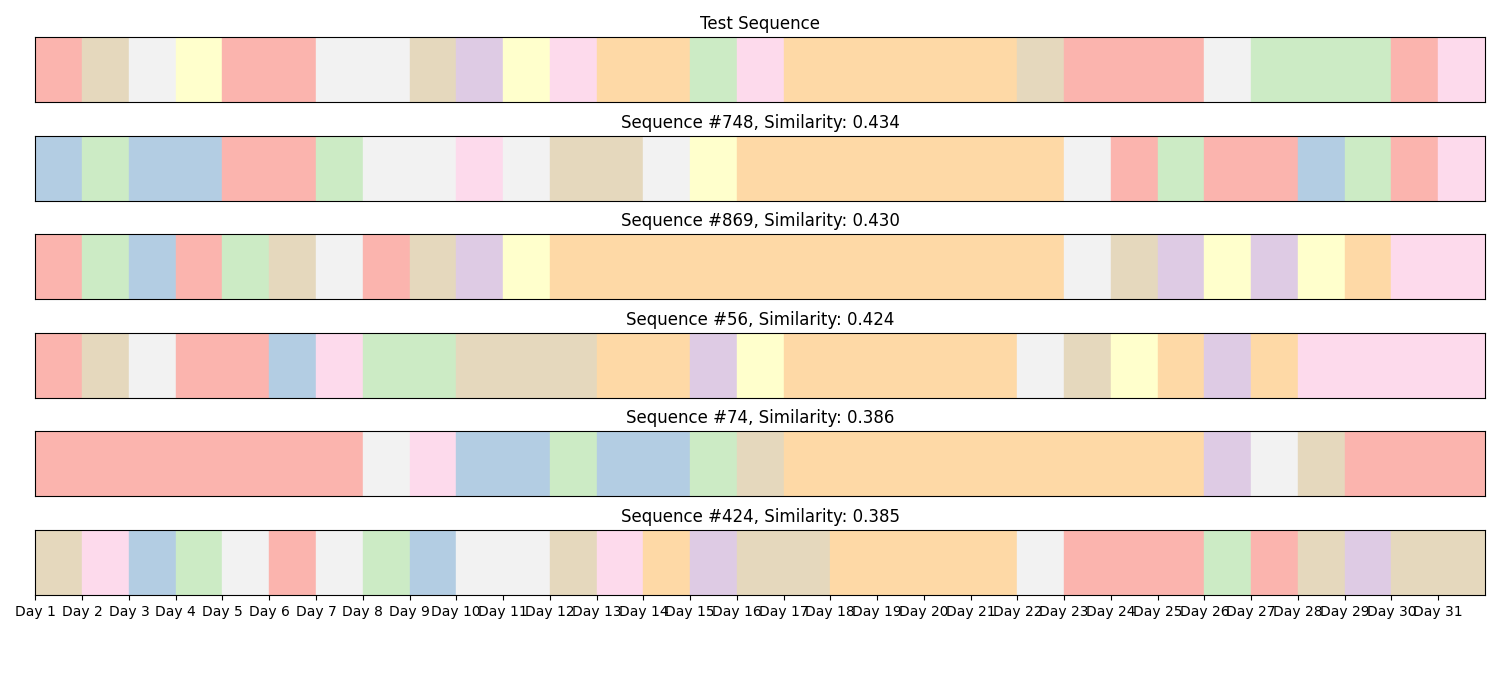 Test Sequence
Sequence #748, Similarity: 0.434
Sequence #869, Similarity: 0.430
Sequence #56, Similarity: 0.424
Sequence #74, Similarity: 0.386
Sequence #424, Similarity: 0.385
Day 1 Day 2 Day 3 Day 4 Day 5 Day 6 Day 7 Day 8 Day 9 Day 10 Day 11 Day 12 Day 13 Day 14 Day 15 Day 16 Day 17 Day 18 Day 19 Day 20 Day 21 Day 22 Day 23 Day 24 Day 25 Day 26 Day 27 Day 28 Day 29 Day 30 Day 31